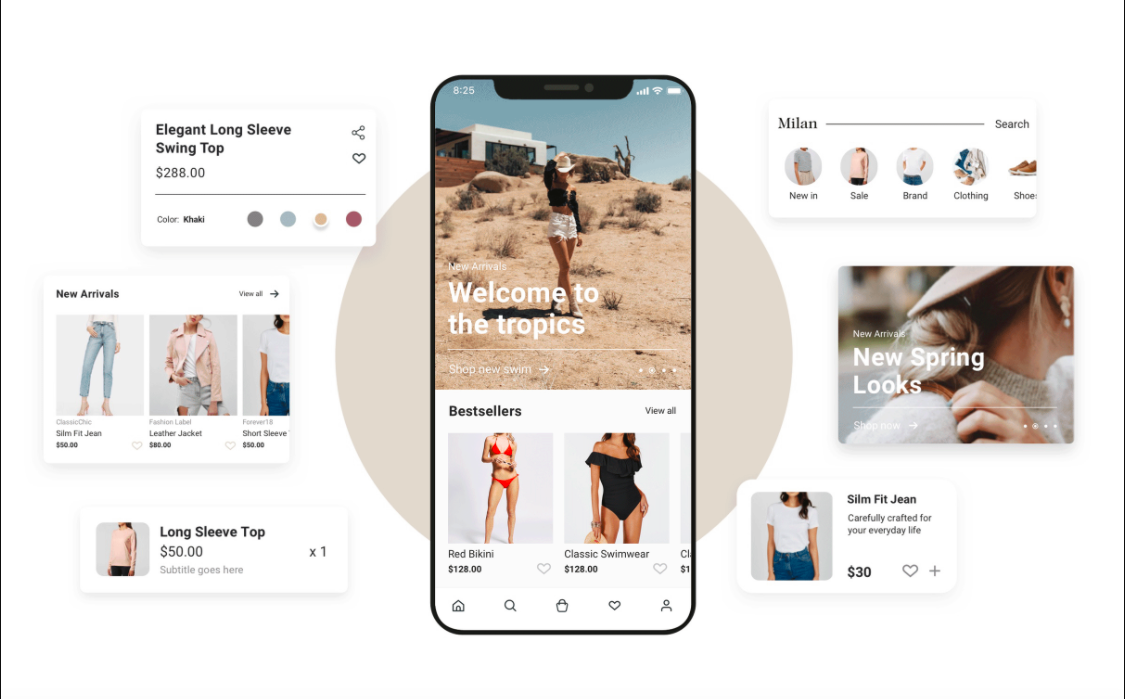 Elegant Long Sleeve
Swing Top
$288.00
Color: Khaki
New Arrivals
View all
ClassicChic
Silm Fit Jean
$50.00
Fashion Label
Leather Jacket
$80.00
Forever18
Short Sleeve
$50.00
Long Sleeve Top
$50.00
x 1
Subtitle goes here
8:25
New Arrivals
Welcome to
the tropics
Shop new swim
Bestsellers
View all
Red Bikini
$128.00
Classic Swimwear
$128.00
Cl
$1
Milan
Search
New in
Sale
Brand
Clothing
Shoes
New Arrivals
New Spring
Looks
Shop now
Silm Fit Jean
Carefully crafted for
your everyday life
$30